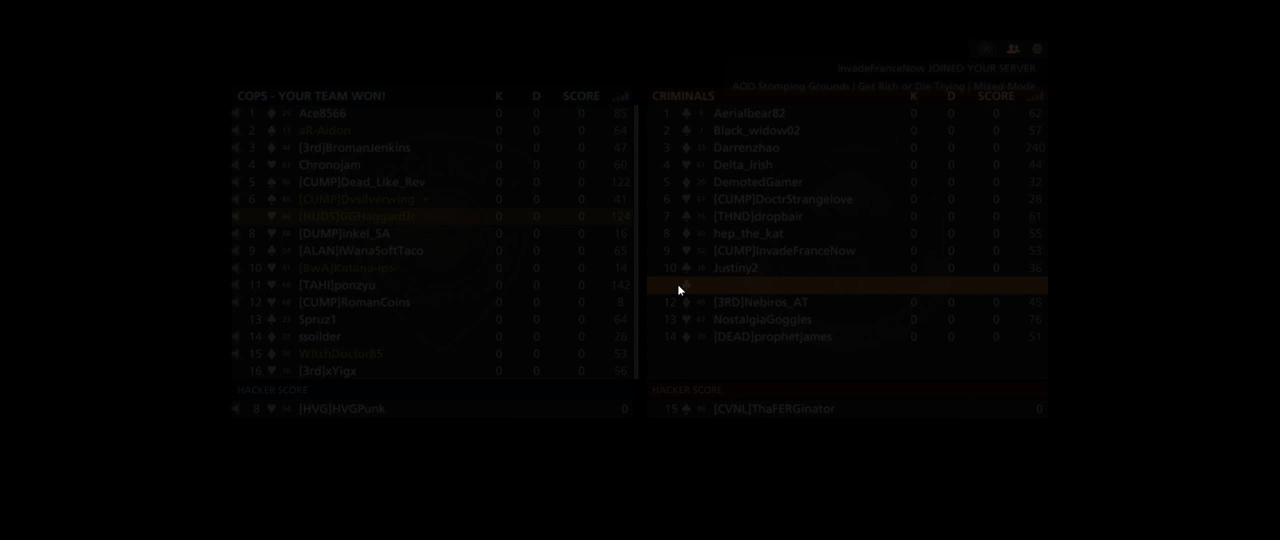 InvadeFranceNow JOINED YOUR SERVER
AOD Stomping Grounds | Get Rich or Die Trying | Mixed-Mode
COPS - YOUR TEAM WON! K D SCORE
1 Ace8566 0 0 0 85
2 aR-Aidon 0 0 0 64
3 [3rd]BromanJenkins 0 0 0 47
4 Chronojam 0 0 0 60
5 [CUMP]Dead_Like_Rev 0 0 0 122
6 [CUMP]Dvsilverwing 0 0 0 41
0 0 0 124
8 [DUMP]inkel_SA 0 0 0 16
9 [ALAN]IWanaSoftTaco 0 0 0 65
10 [BwA]Katana-jps 0 0 0 14
11 [TAHI]ponzyu 0 0 0 142
12 [CUMP]RomanCoins 0 0 0 8
13 Spruz1 0 0 0 64
14 ssoilder 0 0 0 26
15 WitchDoctor85 0 0 0 53
16 [3rd]xYigx 0 0 0 56
HACKER SCORE
8 [HVG]HVGPunk 0
CRIMINALS K D SCORE
1 Aerialbear82 0 0 0 62
2 Black_widow02 0 0 0 57
3 Darrenzhao 0 0 0 240
4 Delta_Irish 0 0 0 44
5 DemotedGamer 0 0 0 32
6 [CUMP]DoctrStrangelove 0 0 0 28
7 [THND]dropbair 0 0 0 61
8 hep_the_kat 0 0 0 55
9 [CUMP]InvadeFranceNow 0 0 0 53
10 Justiny2 0 0 0 36
12 [3RD]Nebiros_AT 0 0 0 45
13 NostalgiaGoggles 0 0 0 76
14 [DEAD]prophetjames 0 0 0 51
HACKER SCORE
15 [CVNL]ThaFERGinator 0